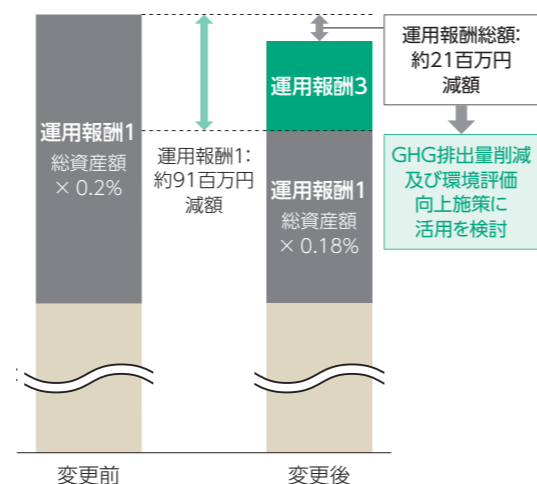 運用報酬1
総資産額
× 0.2%
運用報酬1:
約91百万円
減額
運用報酬3
運用報酬1
総資産額
× 0.18%
運用報酬総額:
約21百万円
減額
GHG排出量削減
及び環境評価
向上施策に
活用を検討
変更前
変更後